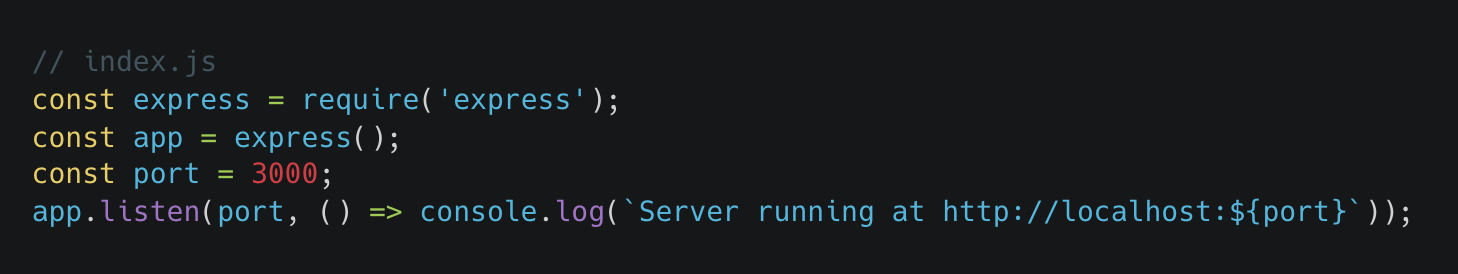 // index.js
const express = require('express');
const app = express();
const port = 3000;
app.listen(port, () => console.log(`Server running at http://localhost:${port}`));